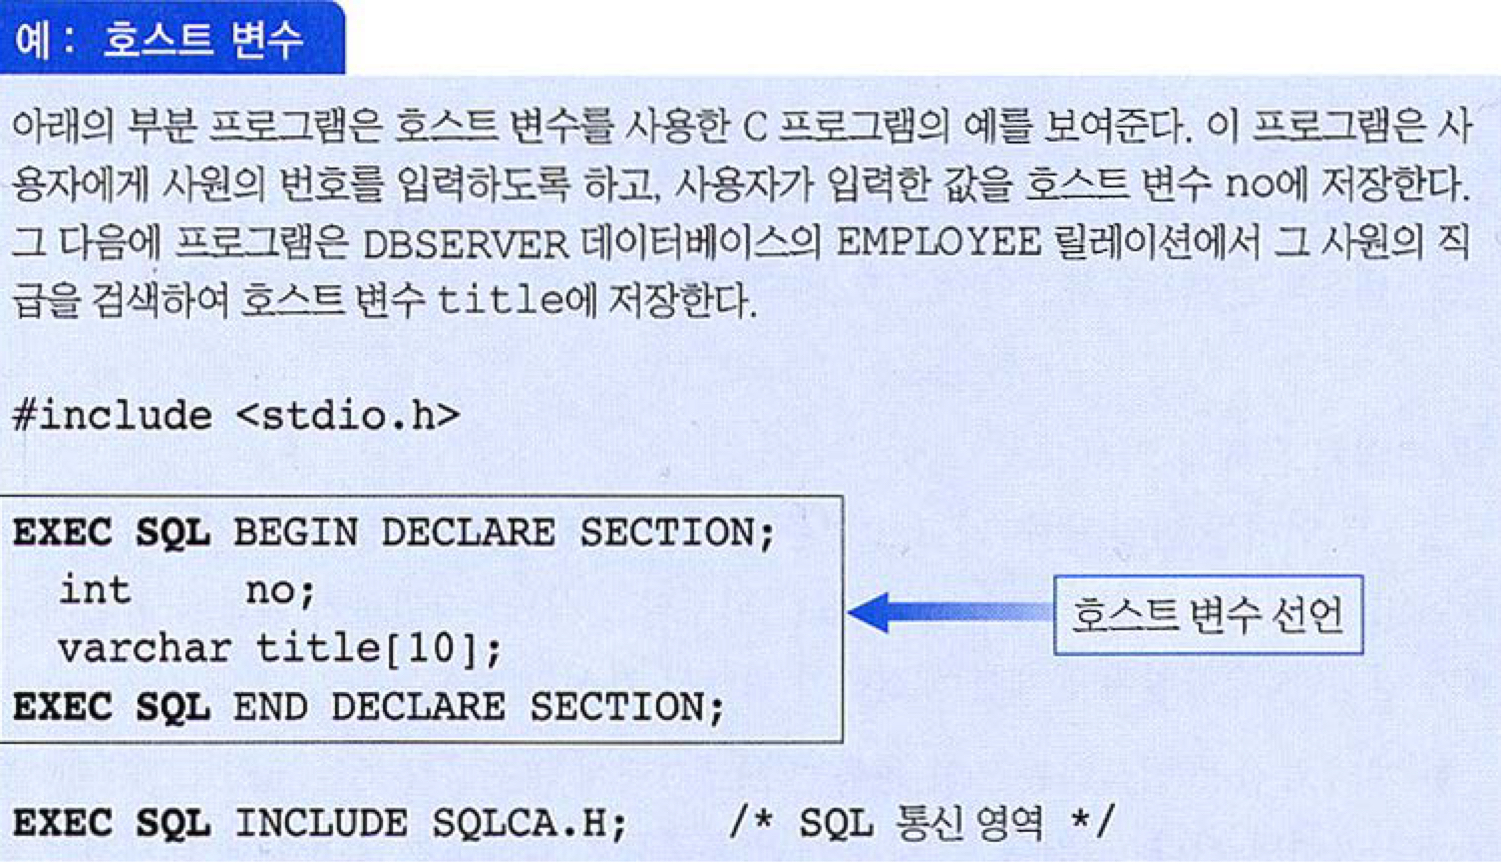 예: 호스트 변수
아래의 부분 프로그램은 호스트 변수를 사용한 C 프로그램의 예를 보여준다. 이 프로그램은 사
용자에게 사원의 번호를 입력하도록 하고, 사용자가 입력한 값을 호스트 변수 no에 저장한다.
그 다음에 프로그램은 DBSERVER 데이터베이스의 EMPLOYEE 릴레이션에서 그 사원의 직
급을 검색하여 호스트 변수 title에 저장한다.
#include <stdio.h>
EXEC SQL BEGIN DECLARE SECTION;
int no;
varchar title[10];
호스트 변수 선언
EXEC SQL END DECLARE SECTION;
EXEC SQL INCLUDE SQLCA.H; /* SQL 통신 영역 */